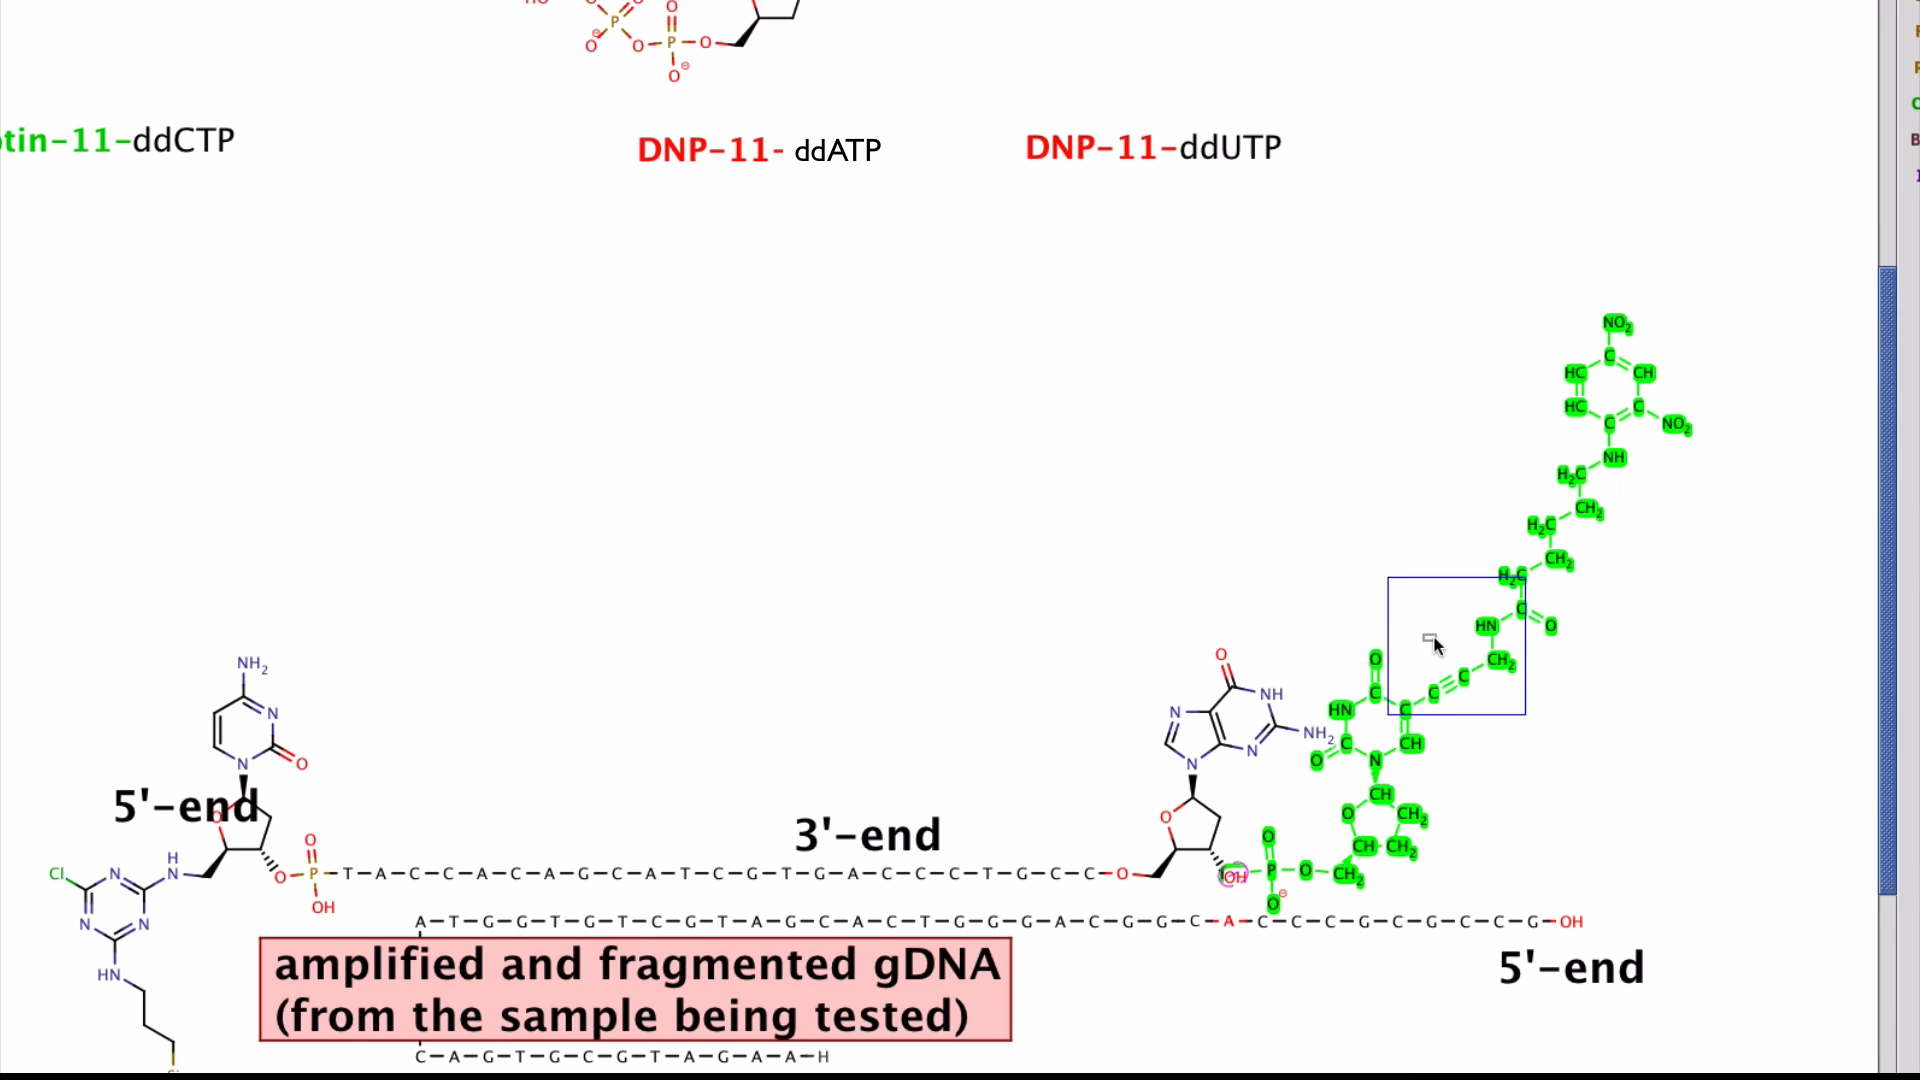 tin-11-ddCTP
DNP-11- ddATP
DNP-11-ddUTP
5'-end
3'-end
T-A-C-C-A-C-A-G-C-A-T-C-G-T-G-A-C-C-C-T-G-C-C-O
A-T-G-G-T-G-T-C-G-T-A-G-C-A-C-T-G-G-G-A-C-G-G-C-A-C-C-C-G-C-G-C-C-G-OH
5'-end
amplified and fragmented gDNA
(from the sample being tested)
C-A-G-T-G-C-G-T-A-G-A-A-H